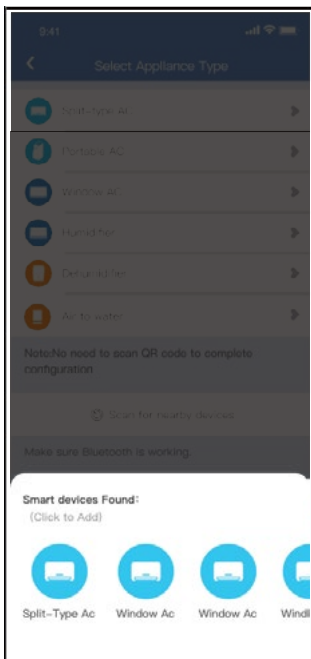 9:41
Select Appliance Type
Split-type AC
Portable AC
Window AC
Humidifier
Dehumidifier
Air to water
Note:No need to scan QR code to complete
configuration
Scan for nearby devices
Make sure Bluetooth is working.
Smart devices Found:
(Click to Add)
Split-Type Ac Window Ac Window Ac